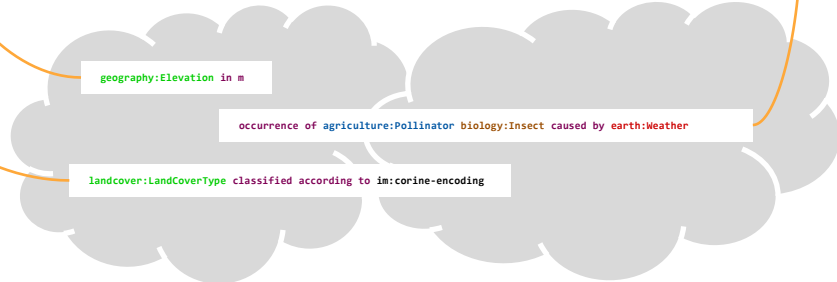 geography:Elevation in m
occurrence of agriculture:Pollinator biology:Insect caused by earth:Weather
landcover:LandCoverType classified according to im:corine-encoding